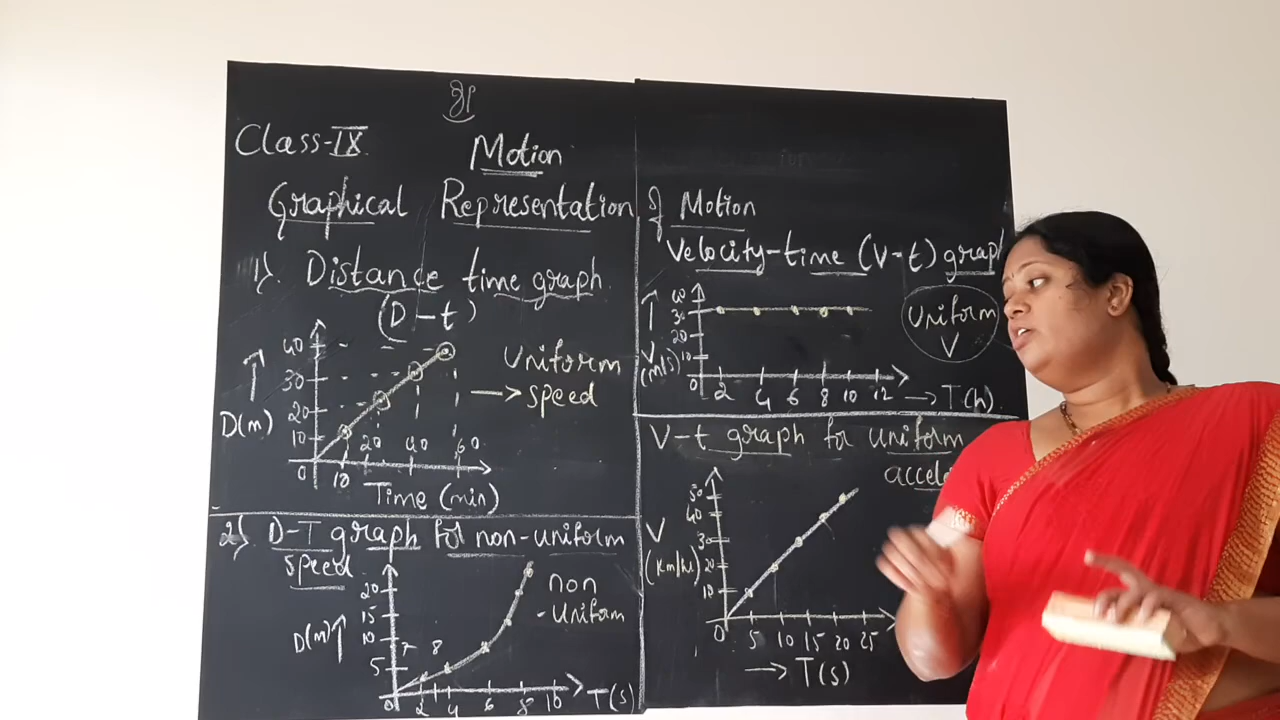 Class-IX
Motion
Graphical Representation of Motion
1) Distance time graph
(D-t)
40
30
20
10
0
D(m)
10 20 40 60
Time (min)
Uniform
speed
2) D-T graph for non-uniform
speed
20
15
10
5
0
D(m)
7 8
2 4 6 8 10 T(s)
non
-Uniform
Velocity-time (V-t) graph
30
20
10
0
V
(m/s)
2 4 6 8 10 12 T(h)
Uniform
V
V-t graph for uniform
accele
50
40
30
20
10
0
V
(Km/hr)
5 10 15 20 25
T(s)